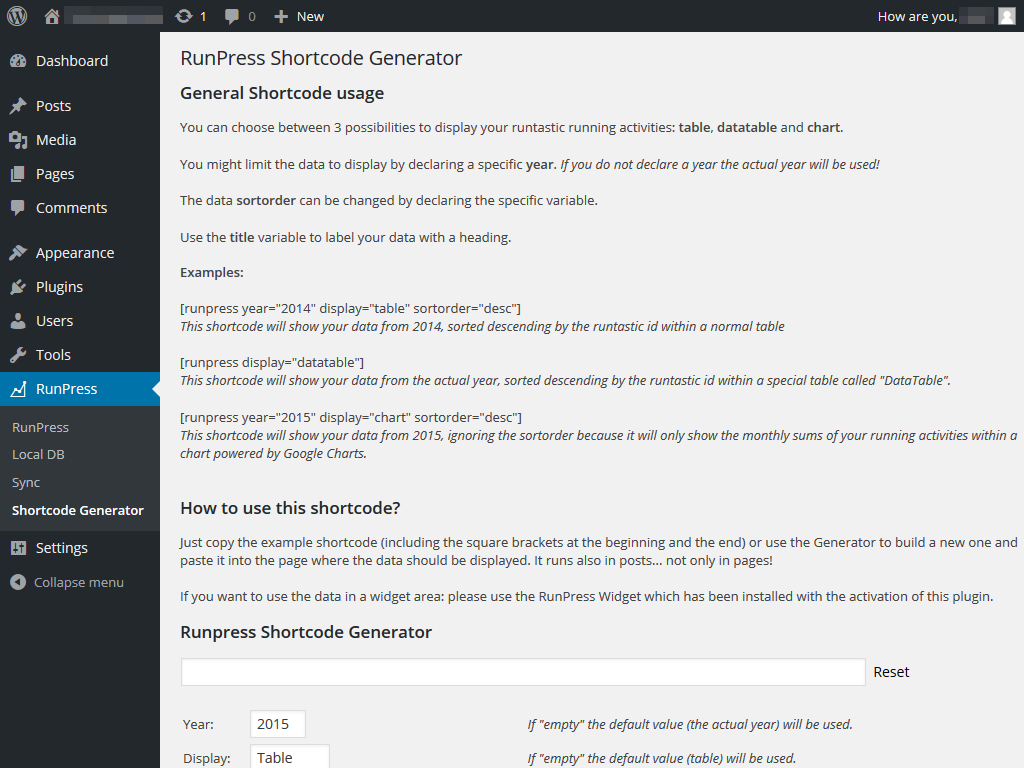 1 0 New How are you,
Dashboard
Posts
Media
Pages
Comments
Appearance
Plugins
Users
Tools
RunPress
RunPress
Local DB
Sync
Shortcode Generator
Settings
Collapse menu
RunPress Shortcode Generator
General Shortcode usage
You can choose between 3 possibilities to display your runtastic running activities: table, datatable and chart.
You might limit the data to display by declaring a specific year. If you do not declare a year the actual year will be used!
The data sortorder can be changed by declaring the specific variable.
Use the title variable to label your data with a heading.
Examples:
[runpress year="2014" display="table" sortorder="desc"]
This shortcode will show your data from 2014, sorted descending by the runtastic id within a normal table
[runpress display="datatable"]
This shortcode will show your data from the actual year, sorted descending by the runtastic id within a special table called "DataTable".
[runpress year="2015" display="chart" sortorder="desc"]
This shortcode will show your data from 2015, ignoring the sortorder because it will only show the monthly sums of your running activities within a
chart powered by Google Charts.
How to use this shortcode?
Just copy the example shortcode (including the square brackets at the beginning and the end) or use the Generator to build a new one and
paste it into the page where the data should be displayed. It runs also in posts... not only in pages!
If you want to use the data in a widget area: please use the RunPress Widget which has been installed with the activation of this plugin.
Runpress Shortcode Generator
Reset
Year: 2015 If "empty" the default value (the actual year) will be used.
Display: Table If "empty" the default value (table) will be used.